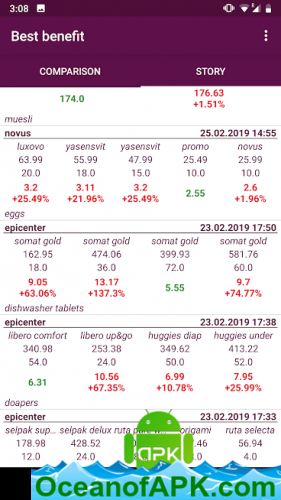 3:08
Best benefit
COMPARISON STORY
174.0 176.63
+1.51%
muesli
novus 25.02.2019 14:55
luxovo yasensvit yasensvit promo novus
63.99 55.99 47.99 25.49 25.99
20.0 18.0 15.0 10.0 10.0
3.2 3.11 3.2 2.55 2.6
+25.49% +21.96% +25.49% +1.96%
eggs
epicenter 23.02.2019 17:50
somat gold somat gold somat gold somat gold
162.95 474.06 399.93 581.76
18.0 36.0 72.0 60.0
9.05 13.17 5.55 9.7
+63.06% +137.3% +74.77%
dishwasher tablets
epicenter 23.02.2019 17:38
libero comfort libero up&go huggies diap huggies under
340.98 253.38 349.62 413.22
54.0 24.0 50.0 52.0
6.31 10.56 6.99 7.95
+67.35% +10.78% +25.99%
doapers
epicenter 23.02.2019 17:33
selpak sup... selpak delux ruta pure w... origami ruta selecta
178.98 428.52 56.94
12.0 24.0 4.0
APK
OceanofAPK.com